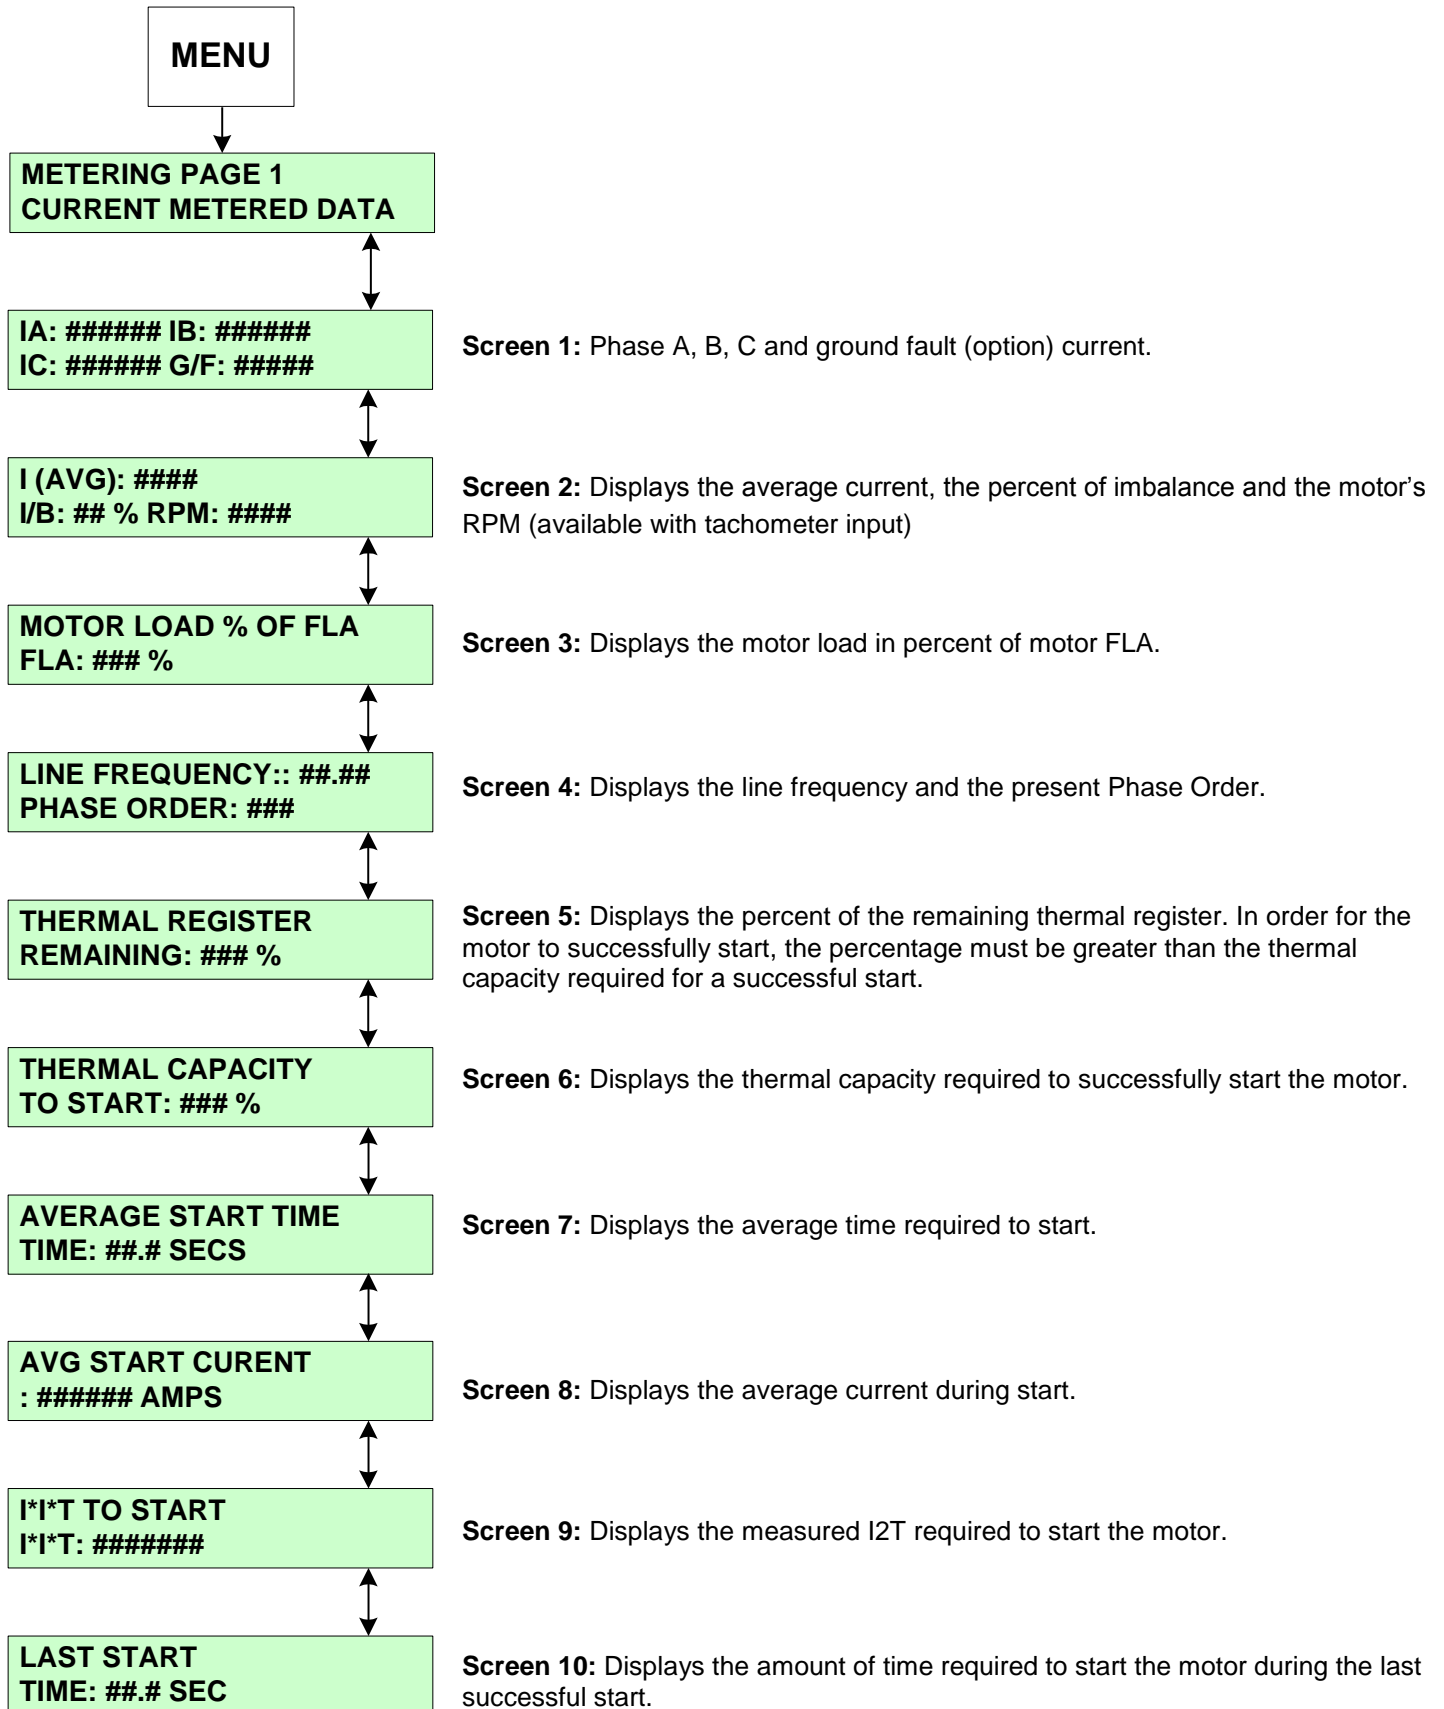 MENU
METERING PAGE 1
CURRENT METERED DATA
IA: ###### IB: ######
IC: ###### G/F: #####
Screen 1: Phase A, B, C and ground fault (option) current.
I (AVG): ####
I/B: ## % RPM: ####
Screen 2: Displays the average current, the percent of imbalance and the motor’s
RPM (available with tachometer input)
MOTOR LOAD % OF FLA
FLA: ### %
Screen 3: Displays the motor load in percent of motor FLA.
LINE FREQUENCY:: ##.##
PHASE ORDER: ###
Screen 4: Displays the line frequency and the present Phase Order.
THERMAL REGISTER
REMAINING: ### %
Screen 5: Displays the percent of the remaining thermal register. In order for the
motor to successfully start, the percentage must be greater than the thermal
capacity required for a successful start.
THERMAL CAPACITY
TO START: ### %
Screen 6: Displays the thermal capacity required to successfully start the motor.
AVERAGE START TIME
TIME: ##.# SECS
Screen 7: Displays the average time required to start.
AVG START CURENT
: ###### AMPS
Screen 8: Displays the average current during start.
I*I*T TO START
I*I*T: #######
Screen 9: Displays the measured I2T required to start the motor.
LAST START
TIME: ##.# SEC
Screen 10: Displays the amount of time required to start the motor during the last
successful start.